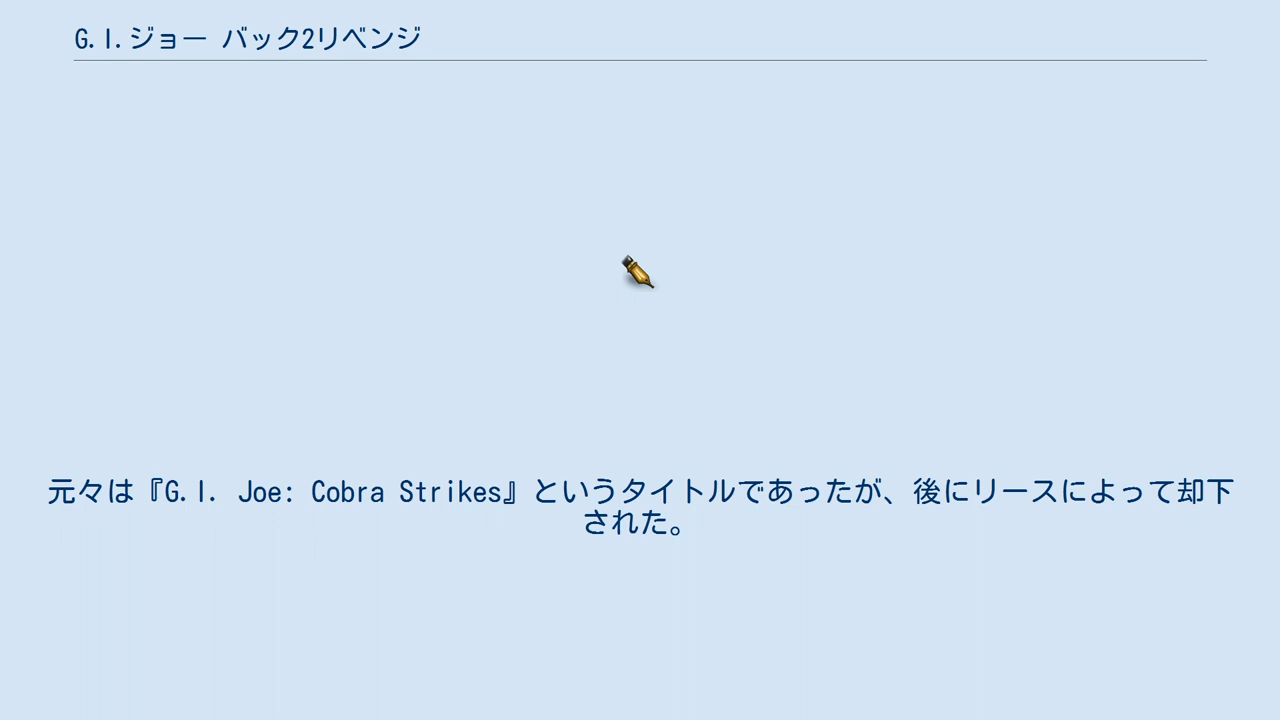 G.I.ジョー バック2リベンジ
元々は『G.I. Joe: Cobra Strikes』というタイトルであったが、後にリースによって却下
された。